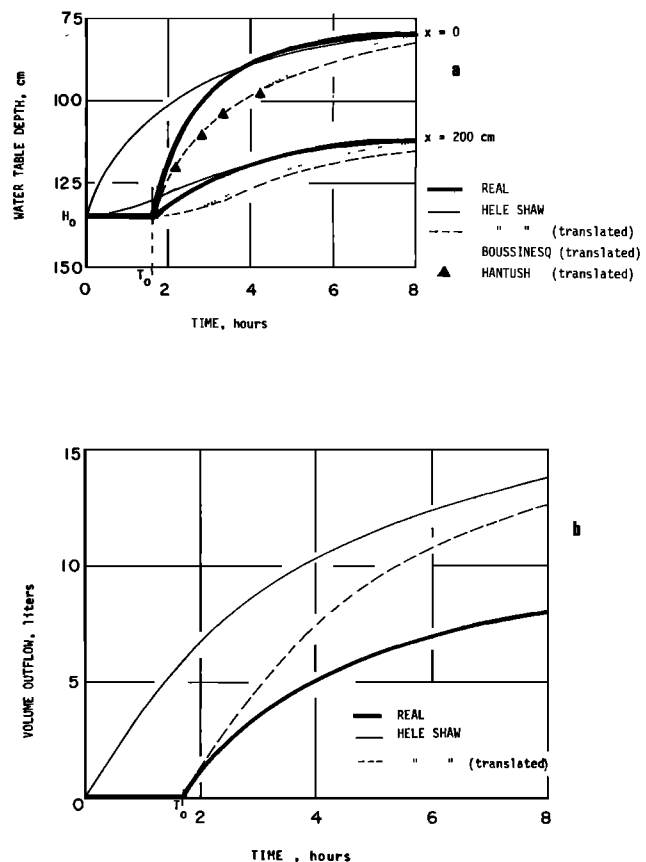 75
x = 0
a
WATER TABLE DEPTH, cm
100
x = 200 cm
125
REAL
H₀
HELE SHAW
" " (translated)
BOUSSINESQ (translated)
150
HANTUSH (translated)
T₀
0 2 4 6 8
TIME, hours
15
b
10
VOLUME OUTFLOW, liters
5
REAL
HELE SHAW
" " (translated)
0
T₀
2 4 6 8
TIME , hours